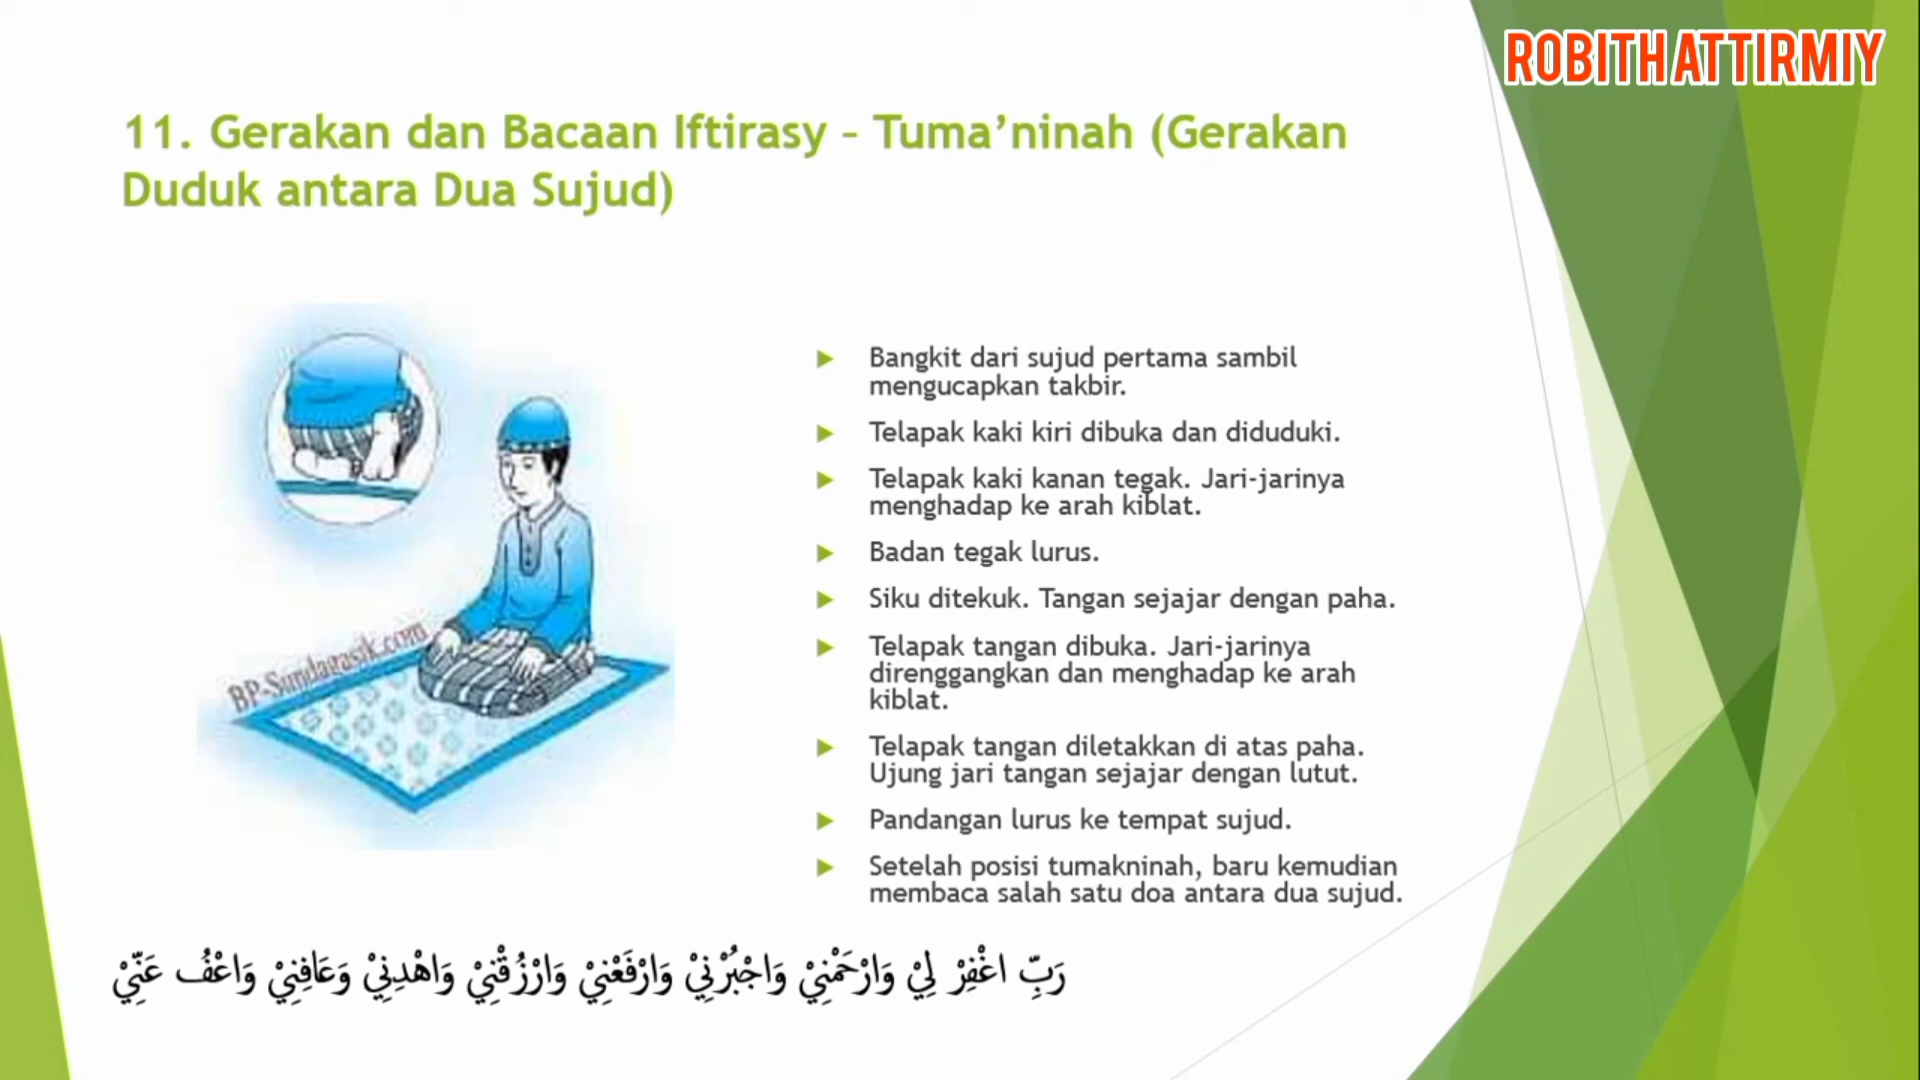 ROBITH ATTIRMIY
11. Gerakan dan Bacaan Iftirasy – Tuma’ninah (Gerakan
Duduk antara Dua Sujud)
BP-Sundagasik.com
Bangkit dari sujud pertama sambil
mengucapkan takbir.
Telapak kaki kiri dibuka dan diduduki.
Telapak kaki kanan tegak. Jari-jarinya
menghadap ke arah kiblat.
Badan tegak lurus.
Siku ditekuk. Tangan sejajar dengan paha.
Telapak tangan dibuka. Jari-jarinya
direnggangkan dan menghadap ke arah
kiblat.
Telapak tangan diletakkan di atas paha.
Ujung jari tangan sejajar dengan lutut.
Pandangan lurus ke tempat sujud.
Setelah posisi tumakninah, baru kemudian
membaca salah satu doa antara dua sujud.
رَبِّ اغْفِرْ لِيْ وَارْحَمْنِيْ وَاجْبُرْنِيْ وَارْفَعْنِيْ وَارْزُقْنِيْ وَاهْدِنِيْ وَعَافِنِيْ وَاعْفُ عَنِّيْ